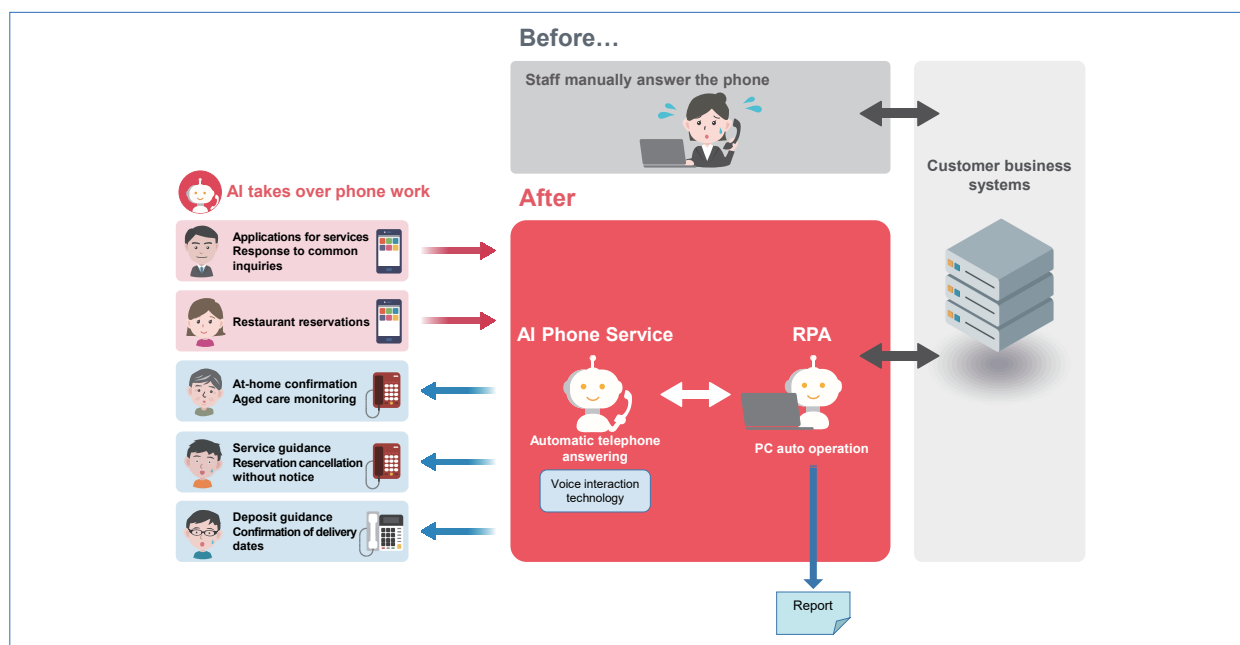 Before…
Staff manually answer the phone
Customer business
systems
AI takes over phone work
After
Applications for services
Response to common
inquiries
Restaurant reservations
At-home confirmation
Aged care monitoring
Service guidance
Reservation cancellation
without notice
Deposit guidance
Confirmation of delivery
dates
AI Phone Service
RPA
Automatic telephone
answering
PC auto operation
Voice interaction
technology
Report